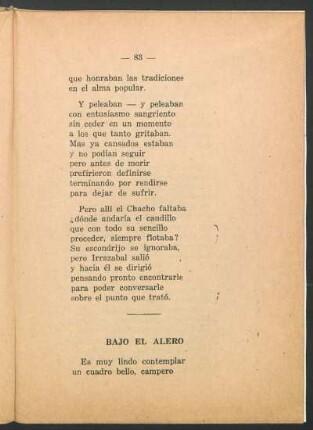 — 83 —
que honraban las tradiciones
en el alma popular.
Y peleaban — y peleaban
con entusiasmo sangriento
sin ceder en un momento
a los que tanto gritaban.
Mas ya cansados estaban
y no podían seguir
pero antes de morir
prefirieron definirse
terminando por rendirse
para dejar de sufrir.
Pero allí el Chacho faltaba
¿dónde andaría el caudillo
que con todo su sencillo
proceder, siempre flotaba?
Su escondrijo se ignoraba,
pero Irrazabal salió
y hacia él se dirigió
pensando pronto encontrarle
para poder conversarle
sobre el punto que trató.
BAJO EL ALERO
Es muy lindo contemplar
un cuadro bello, campero